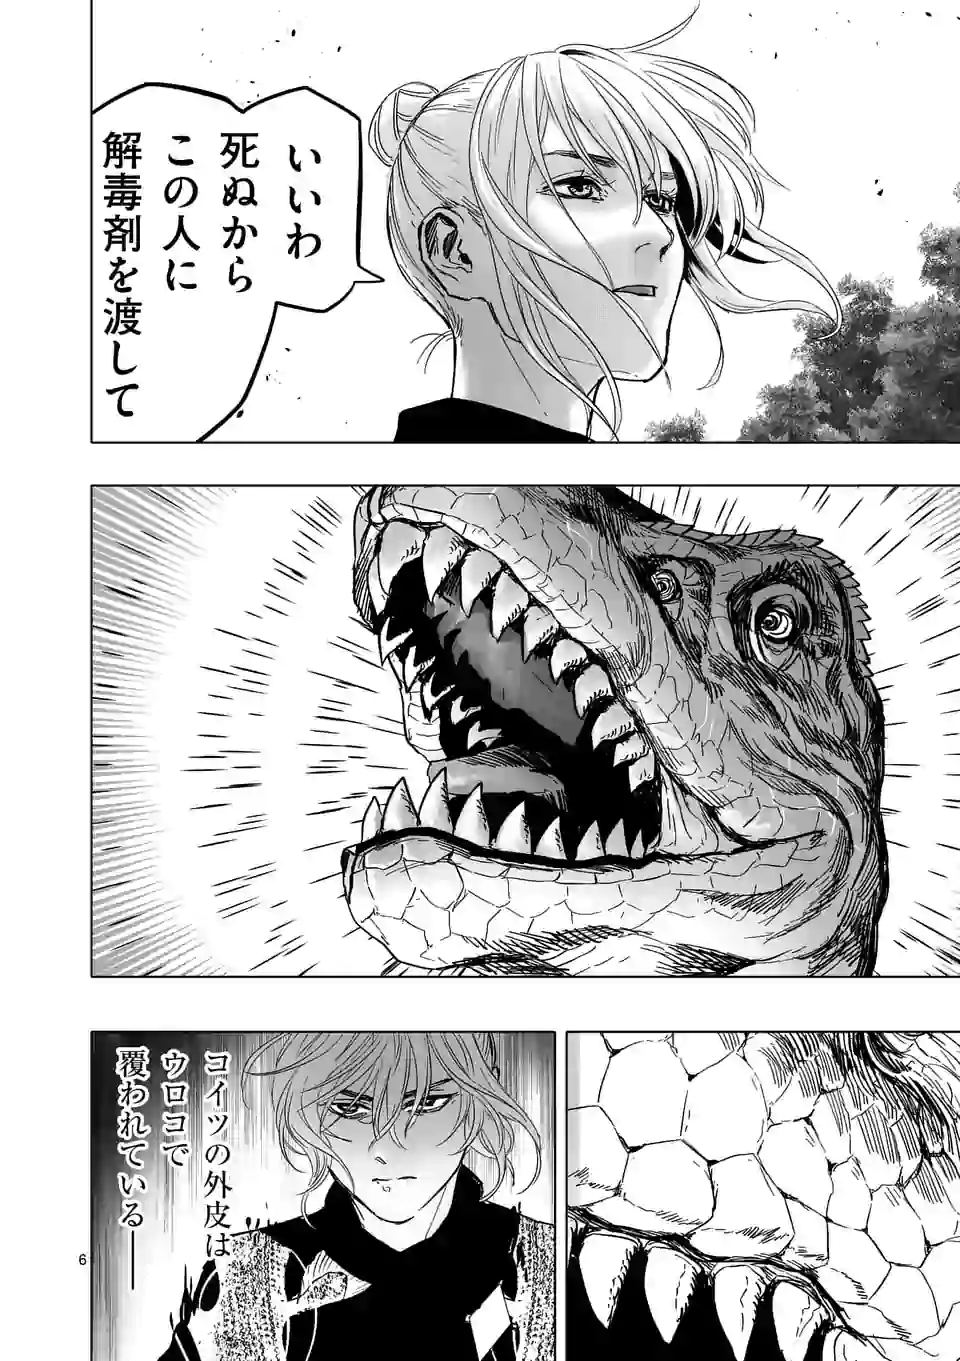 いいわ
死ぬから
この人に
解毒剤を渡して
コイツの外皮は
ウロコで
覆われている――
6